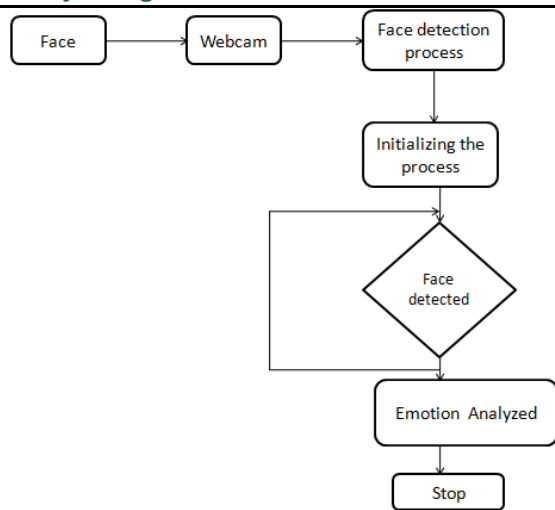 Face
Webcam
Face detection
process
Initializing the
process
Face
detected
Emotion Analyzed
Stop